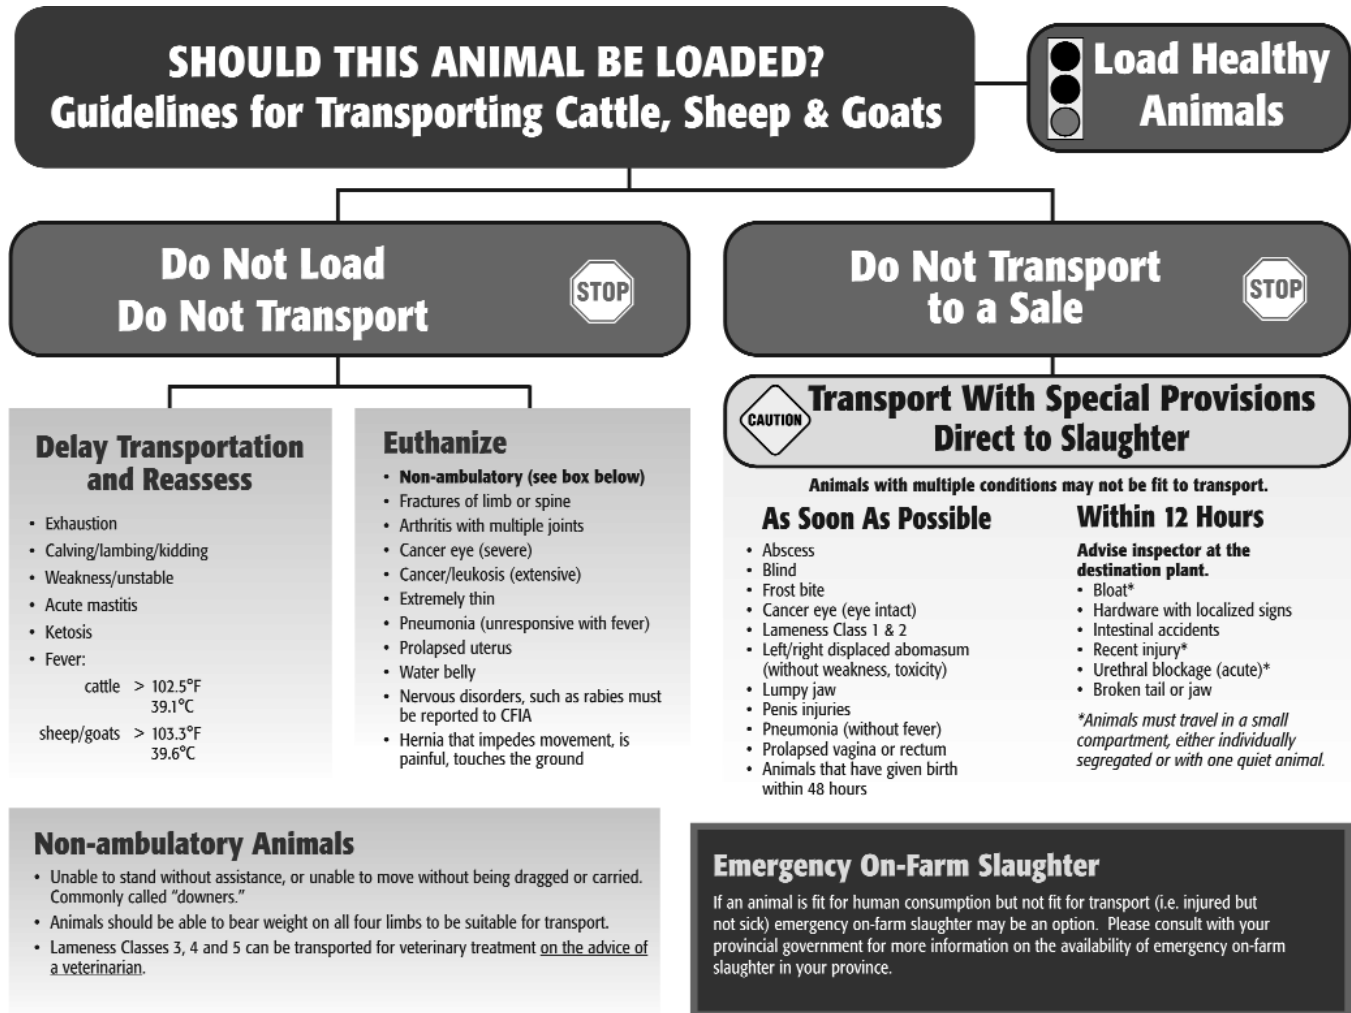 SHOULD THIS ANIMAL BE LOADED?
Guidelines for Transporting Cattle, Sheep & Goats
Load Healthy
Animals
Do Not Load
Do Not Transport
STOP
Do Not Transport
to a Sale
STOP
Delay Transportation
and Reassess
• Exhaustion
• Calving/lambing/kidding
• Weakness/unstable
• Acute mastitis
• Ketosis
• Fever:
cattle > 102.5°F
39.1°C
sheep/goats > 103.3°F
39.6°C
Euthanize
• Non-ambulatory (see box below)
• Fractures of limb or spine
• Arthritis with multiple joints
• Cancer eye (severe)
• Cancer/leukosis (extensive)
• Extremely thin
• Pneumonia (unresponsive with fever)
• Prolapsed uterus
• Water belly
• Nervous disorders, such as rabies must
be reported to CFIA
• Hernia that impedes movement, is
painful, touches the ground
CAUTION
Transport With Special Provisions
Direct to Slaughter
Animals with multiple conditions may not be fit to transport.
As Soon As Possible
• Abscess
• Blind
• Frost bite
• Cancer eye (eye intact)
• Lameness Class 1 & 2
• Left/right displaced abomasum
(without weakness, toxicity)
• Lumpy jaw
• Penis injuries
• Pneumonia (without fever)
• Prolapsed vagina or rectum
• Animals that have given birth
within 48 hours
Within 12 Hours
Advise inspector at the
destination plant.
• Bloat*
• Hardware with localized signs
• Intestinal accidents
• Recent injury*
• Urethral blockage (acute)*
• Broken tail or jaw
*Animals must travel in a small
compartment, either individually
segregated or with one quiet animal.
Non-ambulatory Animals
• Unable to stand without assistance, or unable to move without being dragged or carried.
Commonly called “downers.”
• Animals should be able to bear weight on all four limbs to be suitable for transport.
• Lameness Classes 3, 4 and 5 can be transported for veterinary treatment on the advice of
a veterinarian.
Emergency On-Farm Slaughter
If an animal is fit for human consumption but not fit for transport (i.e. injured but
not sick) emergency on-farm slaughter may be an option. Please consult with your
provincial government for more information on the availability of emergency on-farm
slaughter in your province.